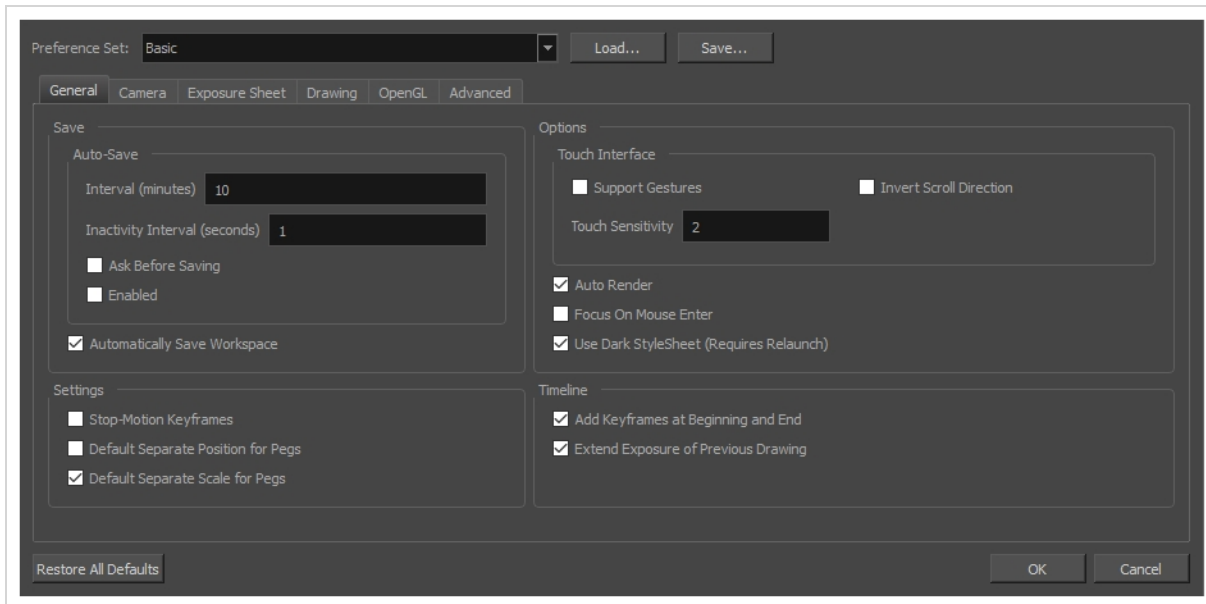 Preference Set: Basic Load... Save...
General Camera Exposure Sheet Drawing OpenGL Advanced
Save
Auto-Save
Interval (minutes) 10
Inactivity Interval (seconds) 1
Ask Before Saving
Enabled
Automatically Save Workspace
Options
Touch Interface
Support Gestures Invert Scroll Direction
Touch Sensitivity 2
Auto Render
Focus On Mouse Enter
Use Dark StyleSheet (Requires Relaunch)
Settings
Stop-Motion Keyframes
Default Separate Position for Pegs
Default Separate Scale for Pegs
Timeline
Add Keyframes at Beginning and End
Extend Exposure of Previous Drawing
Restore All Defaults OK Cancel